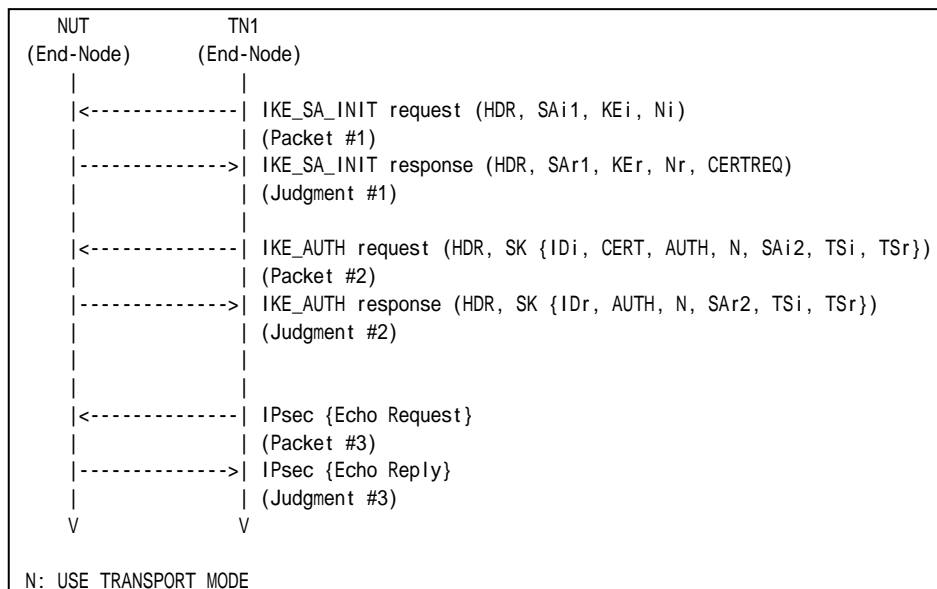 NUT TN1
(End-Node) (End-Node)
| |
|<--------------| IKE_SA_INIT request (HDR, SAi1, KEi, Ni)
| | (Packet #1)
|-------------->| IKE_SA_INIT response (HDR, SAr1, KEr, Nr, CERTREQ)
| | (Judgment #1)
| |
|<--------------| IKE_AUTH request (HDR, SK {IDi, CERT, AUTH, N, SAi2, TSi, TSr})
| | (Packet #2)
|-------------->| IKE_AUTH response (HDR, SK {IDr, AUTH, N, SAr2, TSi, TSr})
| | (Judgment #2)
| |
| |
|<--------------| IPsec {Echo Request}
| | (Packet #3)
|-------------->| IPsec {Echo Reply}
| | (Judgment #3)
V V
N: USE TRANSPORT MODE